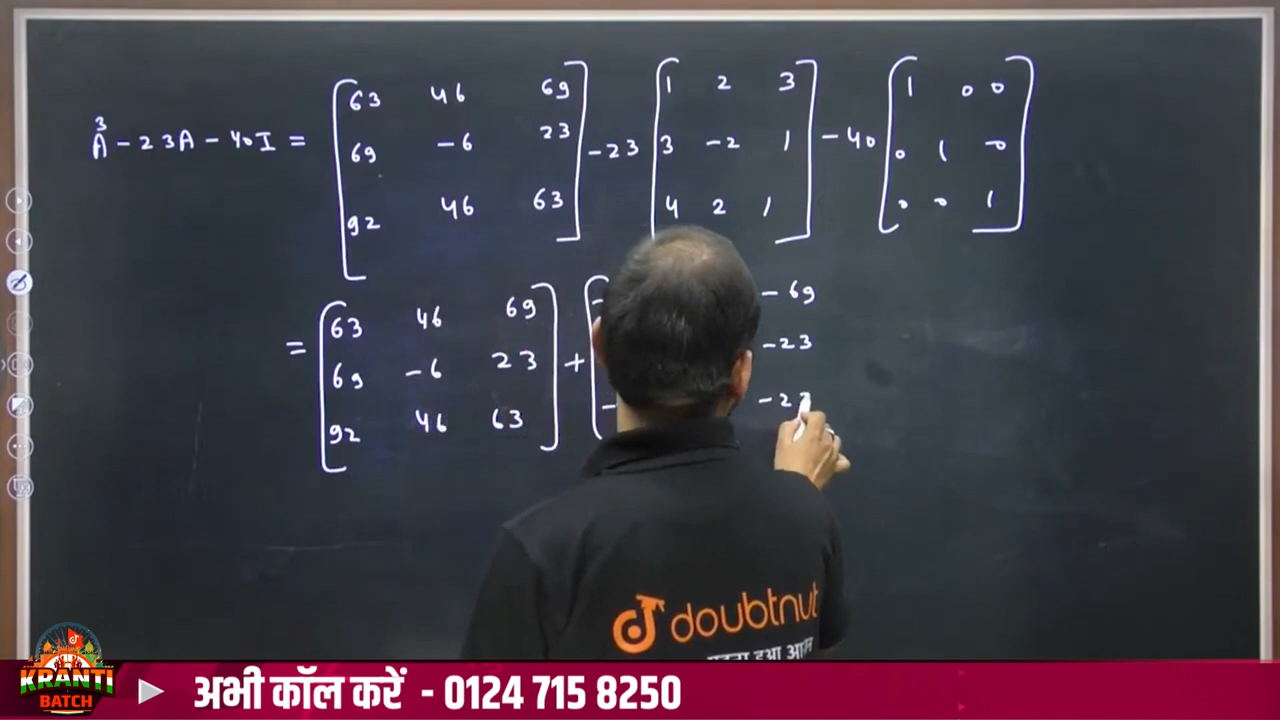 A³ - 23A - 40I = [63 46 69 - 23 [1 2 3 - 40 [1 0 0
69 -6 23 3 -2 1 0 1 0
92 46 63] 4 2 1] 0 0 1]
= [63 46 69 + [ - 69
69 -6 23 -23
92 46 63] - -23
doubtnut
KRANTI
BATCH
अभी कॉल करें - 0124 715 8250